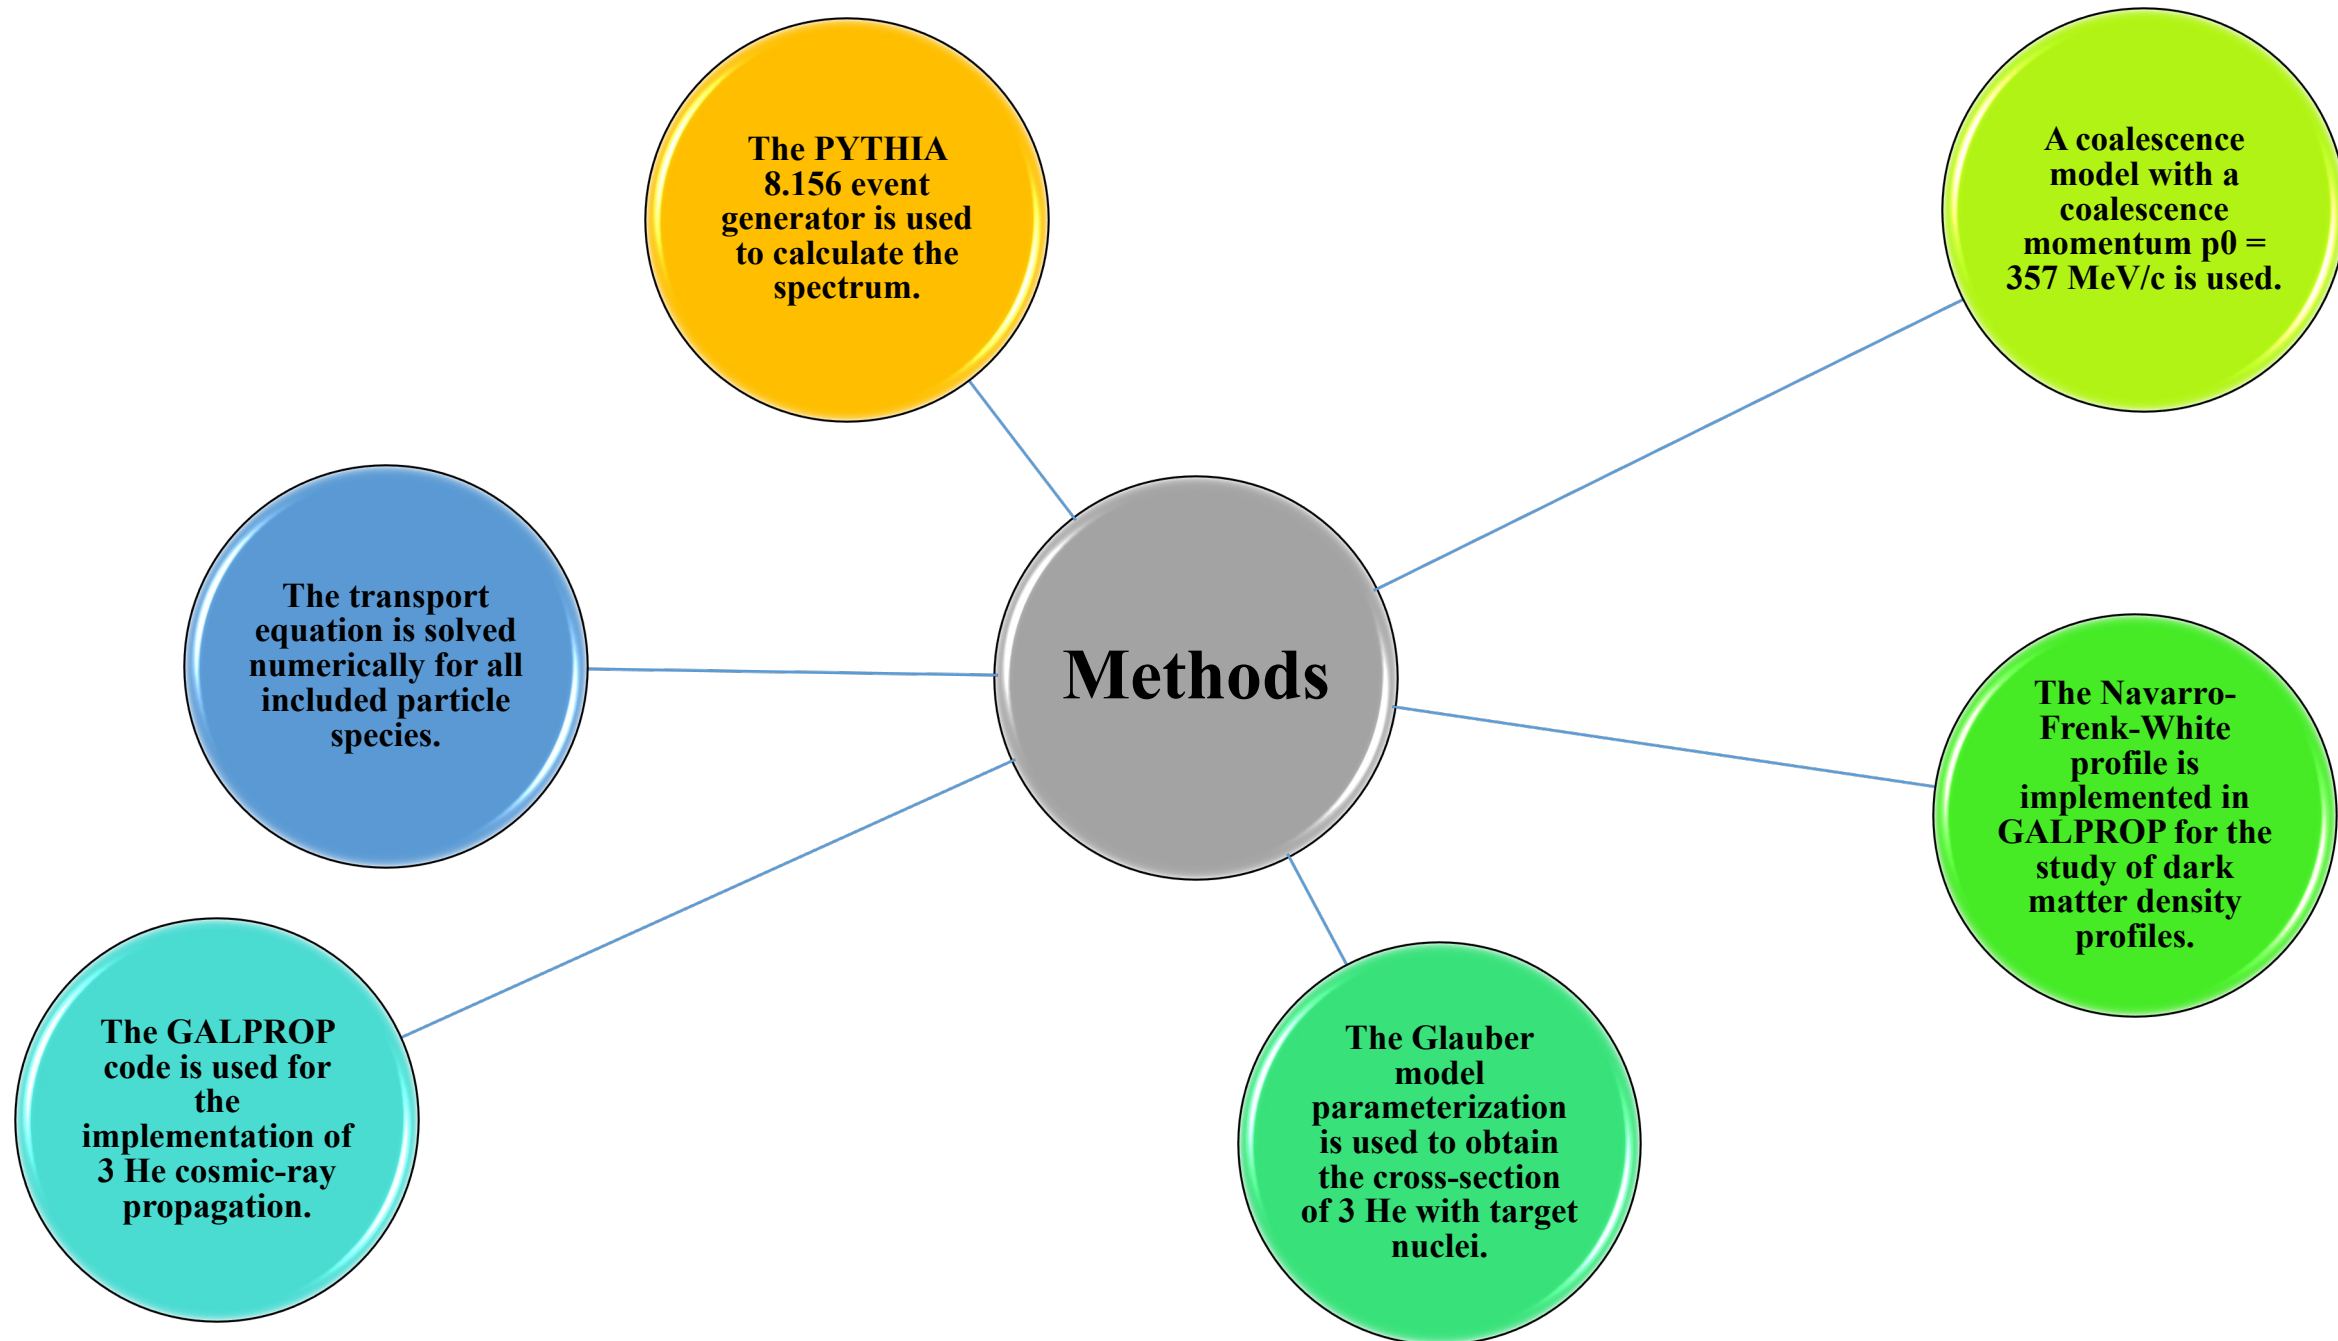 The PYTHIA
8.156 event
generator is used
to calculate the
spectrum.
A coalescence
model with a
coalescence
momentum p0 =
357 MeV/c is used.
The transport
equation is solved
numerically for all
included particle
species.
Methods
The Navarro-
Frenk-White
profile is
implemented in
GALPROP for the
study of dark
matter density
profiles.
The GALPROP
code is used for
the
implementation of
3 He cosmic-ray
propagation.
The Glauber
model
parameterization
is used to obtain
the cross-section
of 3 He with target
nuclei.